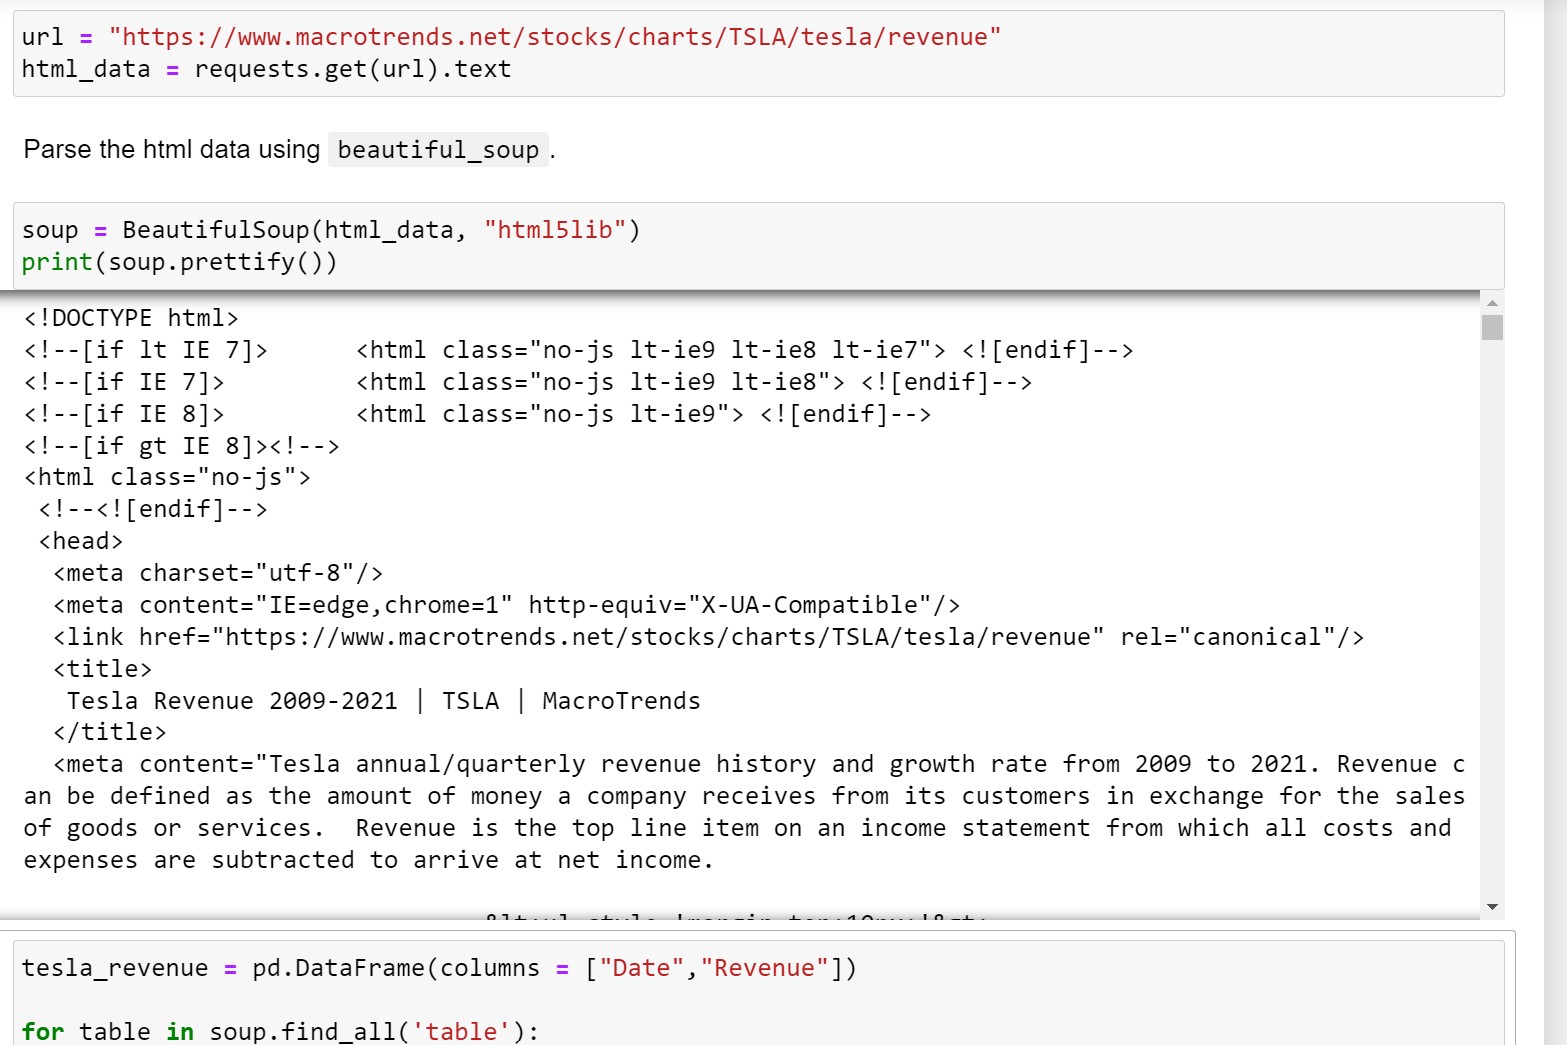 url = "https://www.macrotrends.net/stocks/charts/TSLA/tesla/revenue"
html_data = requests.get(url).text
Parse the html data using beautiful_soup.
soup = BeautifulSoup(html_data, "html5lib")
print(soup.prettify())
<!DOCTYPE html>
<!--[if lt IE 7]>      <html class="no-js lt-ie9 lt-ie8 lt-ie7"> <![endif]-->
<!--[if IE 7]>         <html class="no-js lt-ie9 lt-ie8"> <![endif]-->
<!--[if IE 8]>         <html class="no-js lt-ie9"> <![endif]-->
<!--[if gt IE 8]><!-->
<html class="no-js">
 <!--<![endif]-->
 <head>
  <meta charset="utf-8"/>
  <meta content="IE=edge,chrome=1" http-equiv="X-UA-Compatible"/>
  <link href="https://www.macrotrends.net/stocks/charts/TSLA/tesla/revenue" rel="canonical"/>
  <title>
   Tesla Revenue 2009-2021 | TSLA | MacroTrends
  </title>
  <meta content="Tesla annual/quarterly revenue history and growth rate from 2009 to 2021. Revenue c
an be defined as the amount of money a company receives from its customers in exchange for the sales
of goods or services.  Revenue is the top line item on an income statement from which all costs and
expenses are subtracted to arrive at net income.
tesla_revenue = pd.DataFrame(columns = ["Date","Revenue"])
for table in soup.find_all('table'):